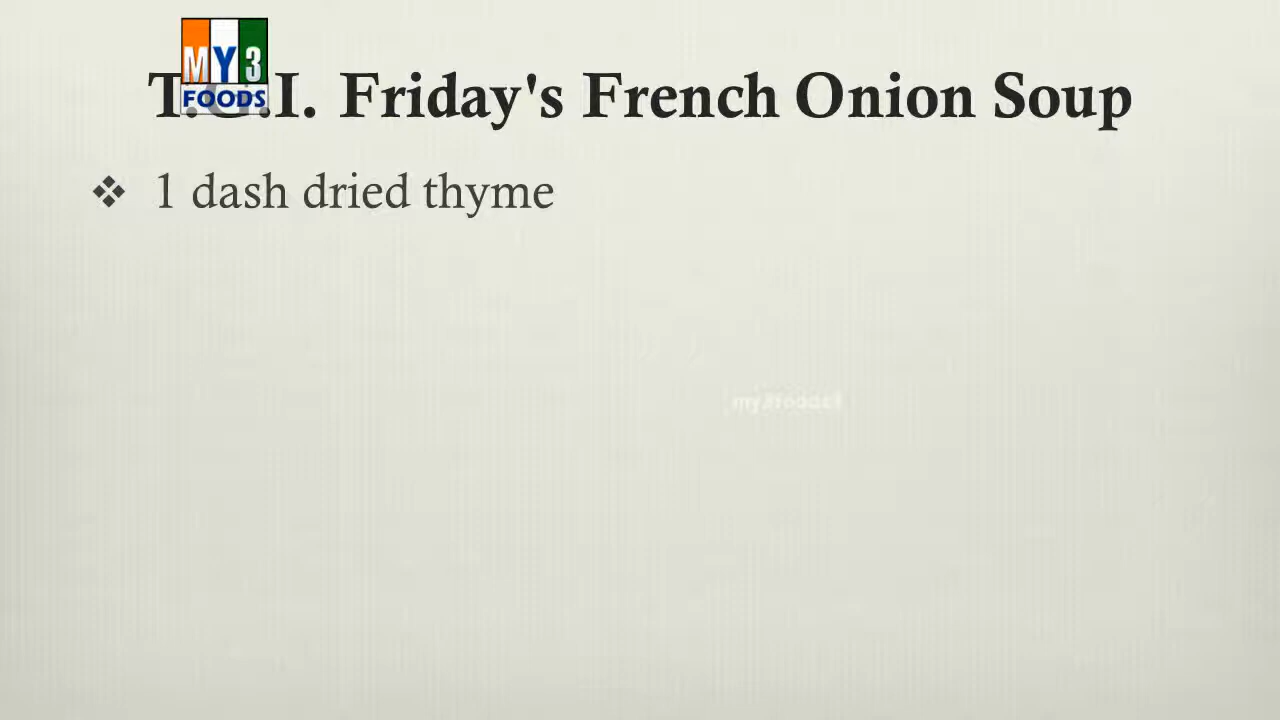 MY3
FOODS
T.G.I. Friday's French Onion Soup
❖ 1 dash dried thyme